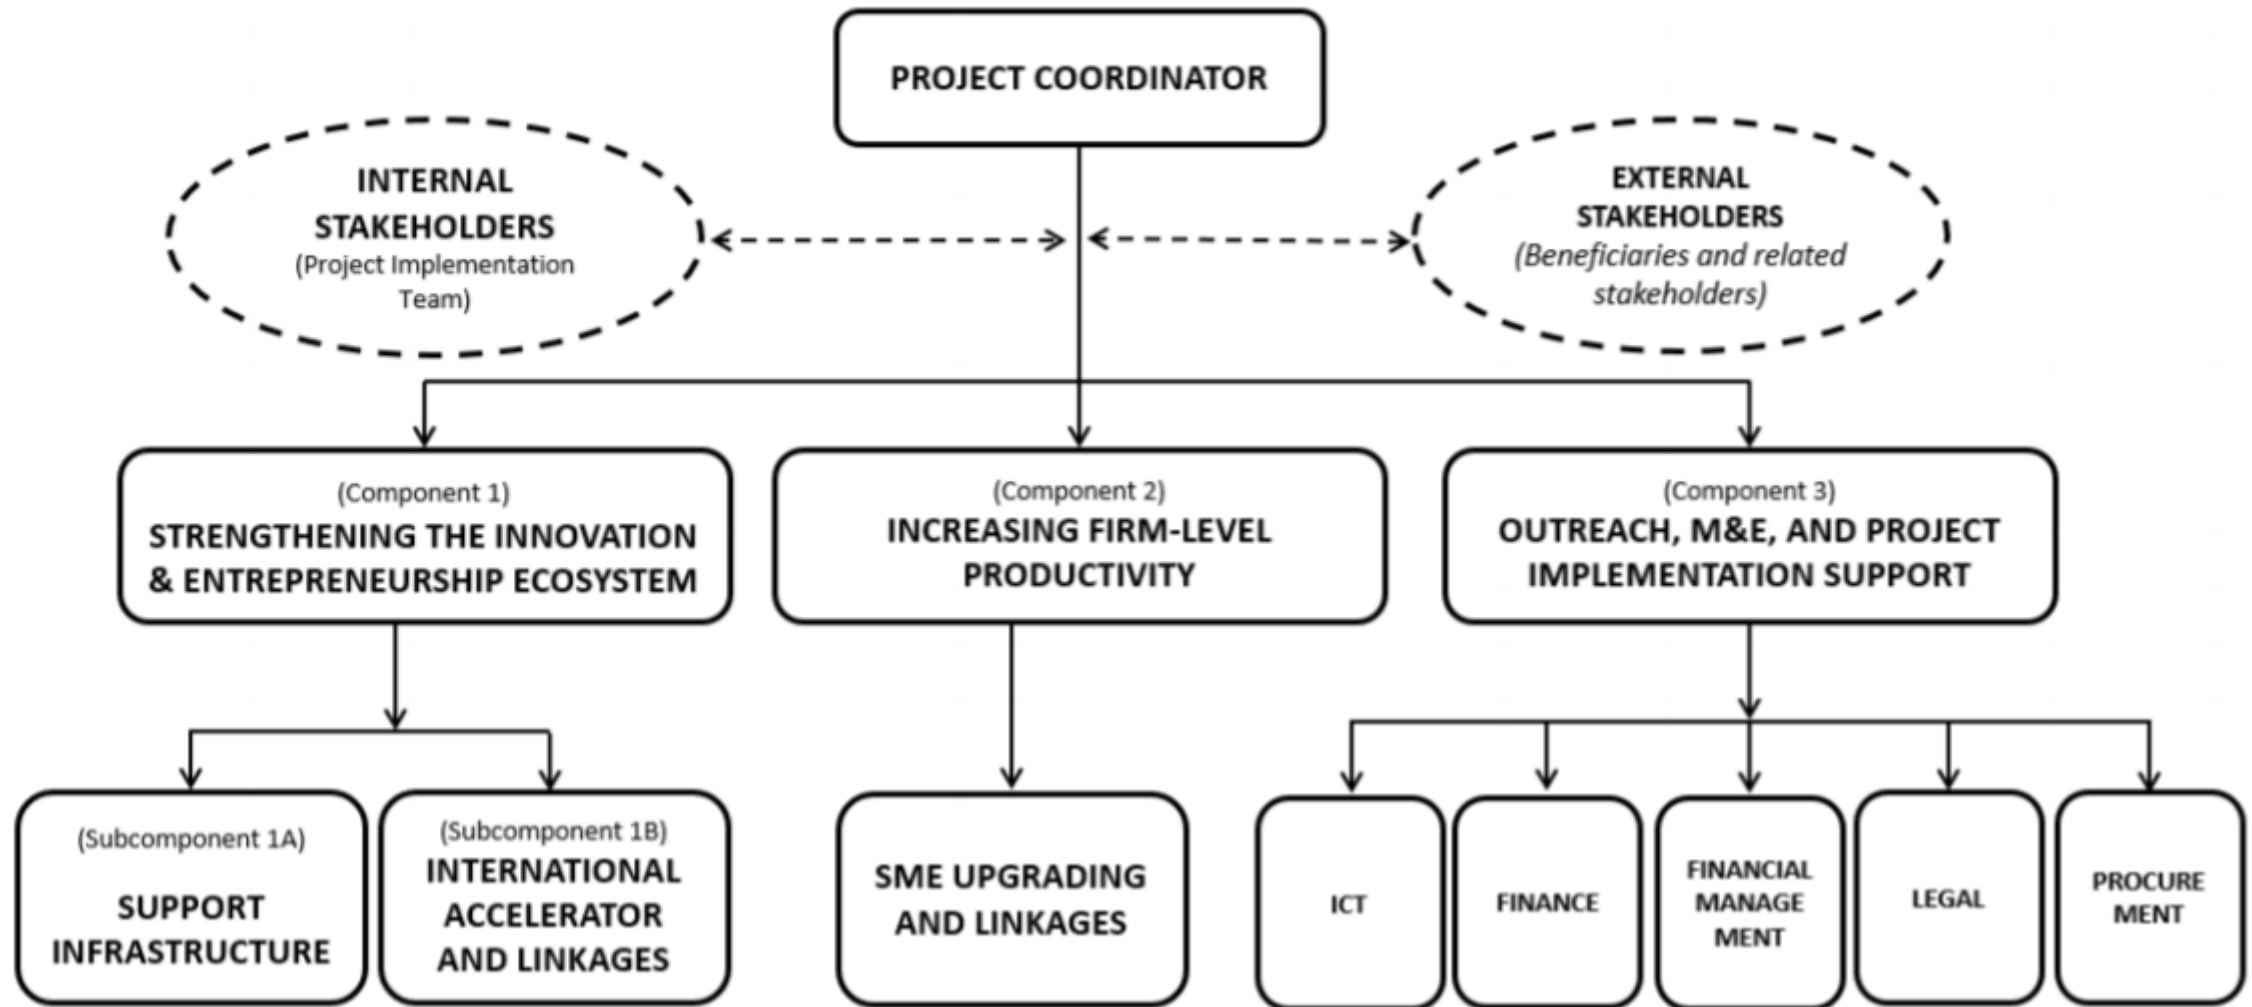 PROJECT COORDINATOR
INTERNAL
STAKEHOLDERS
(Project Implementation
Team)
EXTERNAL
STAKEHOLDERS
(Beneficiaries and related
stakeholders)
(Component 1)
STRENGTHENING THE INNOVATION
& ENTREPRENEURSHIP ECOSYSTEM
(Component 2)
INCREASING FIRM-LEVEL
PRODUCTIVITY
(Component 3)
OUTREACH, M&E, AND PROJECT
IMPLEMENTATION SUPPORT
(Subcomponent 1A)
SUPPORT
INFRASTRUCTURE
(Subcomponent 1B)
INTERNATIONAL
ACCELERATOR
AND LINKAGES
SME UPGRADING
AND LINKAGES
ICT
FINANCE
FINANCIAL
MANAGE
MENT
LEGAL
PROCURE
MENT